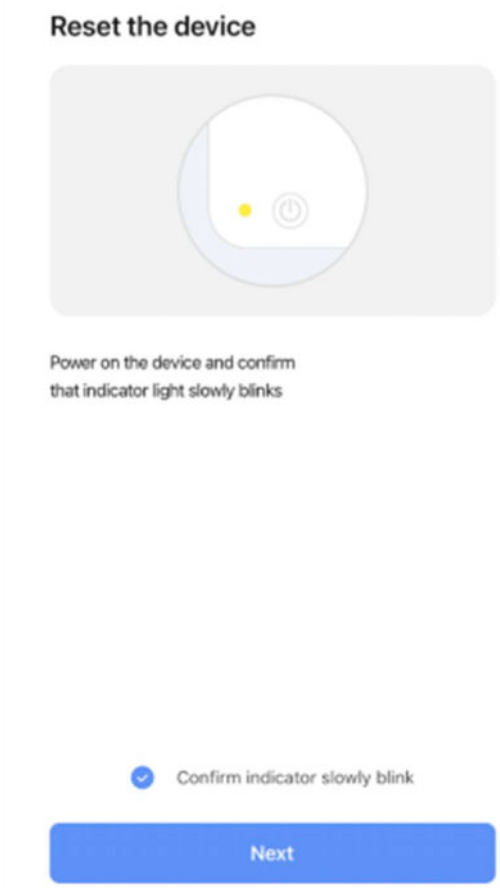 Reset the device
Power on the device and confirm
that indicator light slowly blinks
Confirm indicator slowly blink
Next